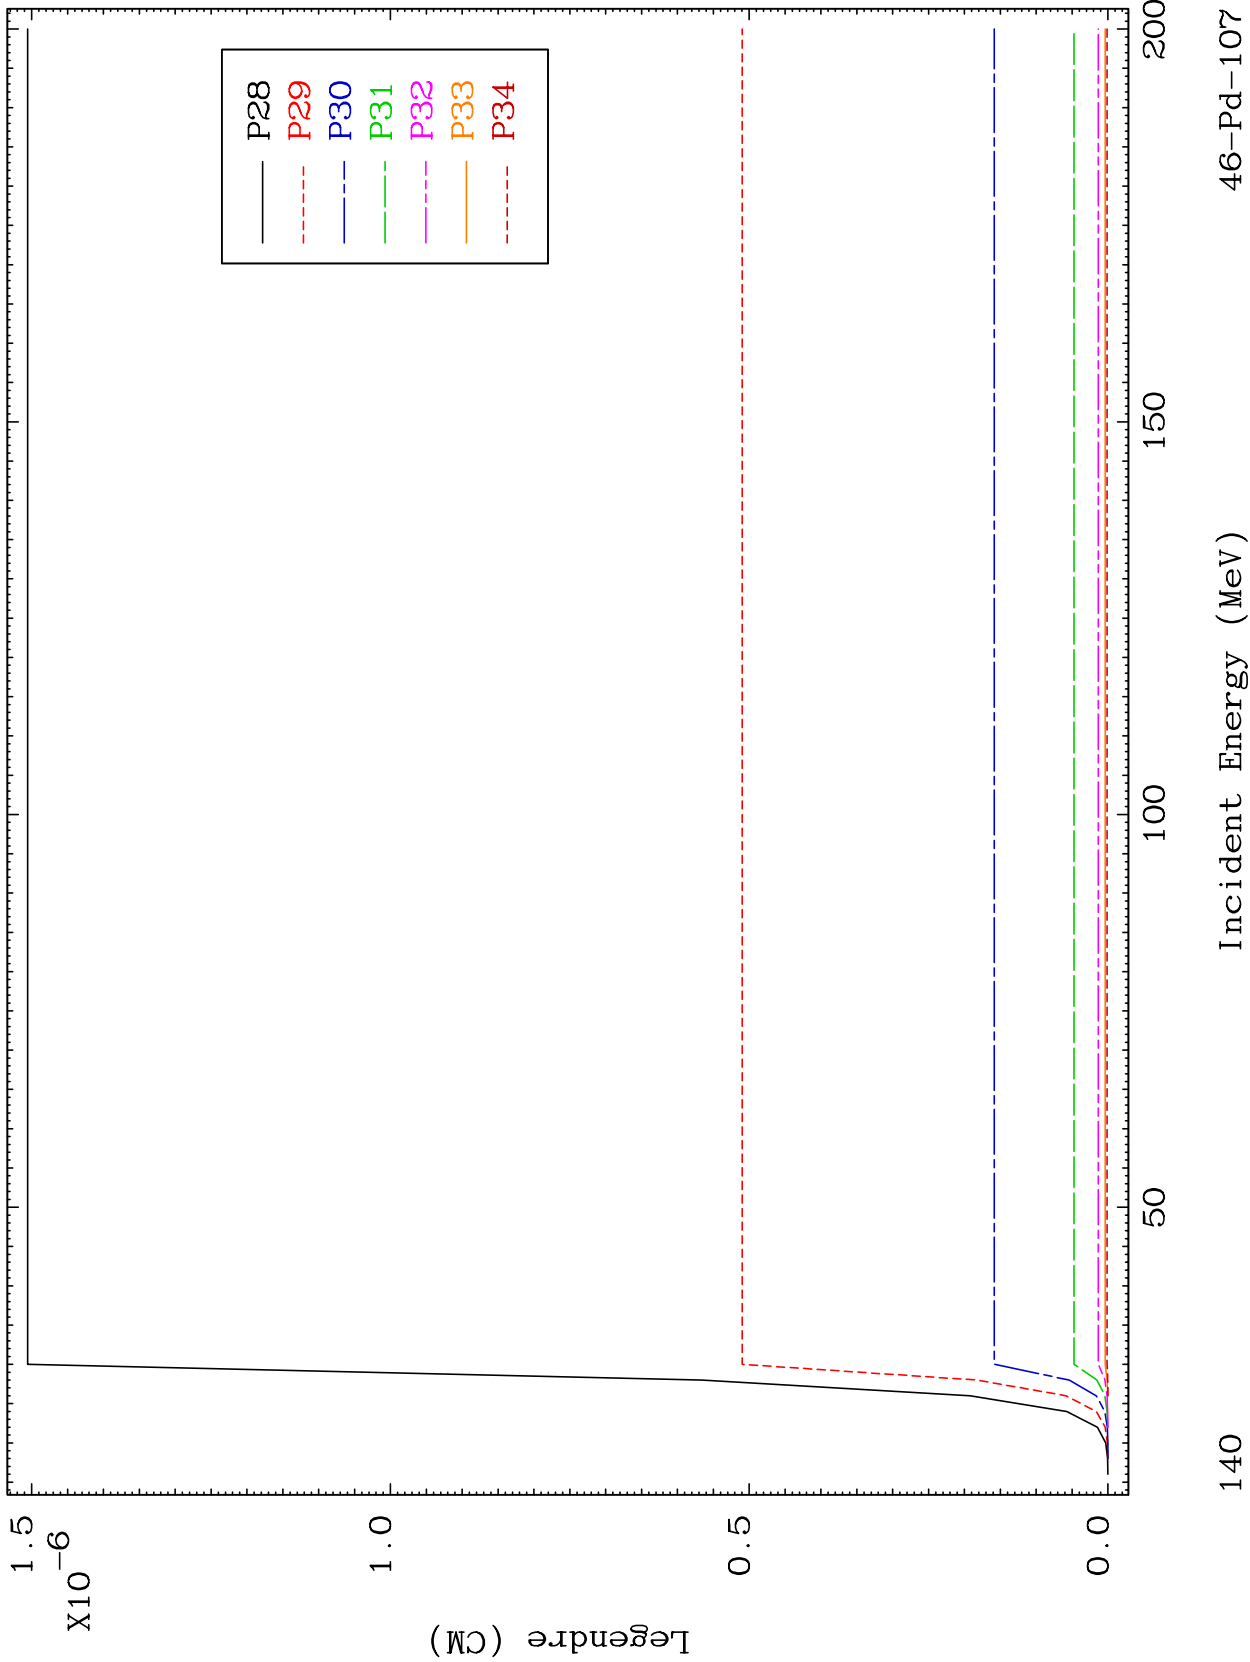 1.5
X10⁻⁶
1.0
0.5
0.0
Legendre (CM)
P28
P29
P30
P31
P32
P33
P34
50
100
150
200
Incident Energy (MeV)
140
46-Pd-107